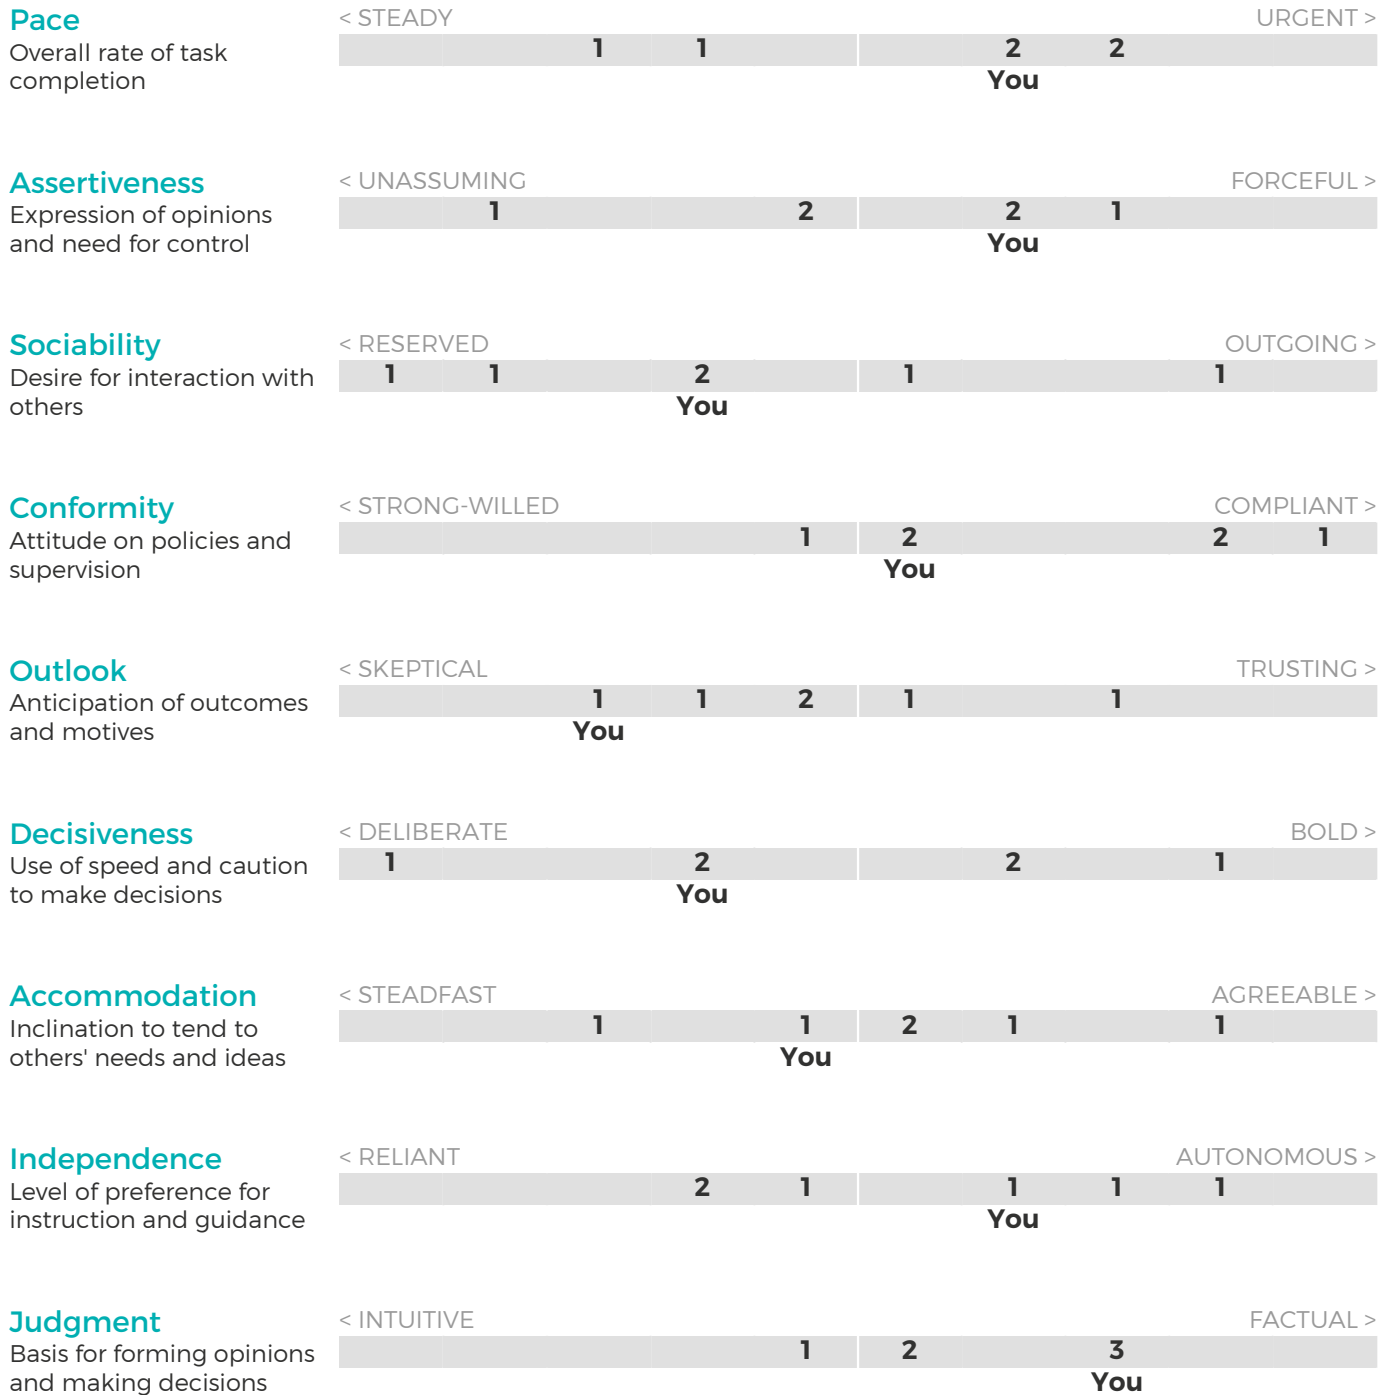 Pace
< STEADY URGENT >
Overall rate of task 1 1 2 2
completion You
Assertiveness
< UNASSUMING FORCEFUL >
Expression of opinions 1 2 2 1
and need for control You
Sociability
< RESERVED OUTGOING >
Desire for interaction with 1 1 2 1 1
others You
Conformity
< STRONG-WILLED COMPLIANT >
Attitude on policies and 1 2 2 1
supervision You
Outlook
< SKEPTICAL TRUSTING >
Anticipation of outcomes 1 1 2 1 1
and motives You
Decisiveness
< DELIBERATE BOLD >
Use of speed and caution 1 2 2 1
to make decisions You
Accommodation
< STEADFAST AGREEABLE >
Inclination to tend to 1 1 2 1 1
others' needs and ideas You
Independence
< RELIANT AUTONOMOUS >
Level of preference for 2 1 1 1 1
instruction and guidance You
Judgment
< INTUITIVE FACTUAL >
Basis for forming opinions 1 2 3
and making decisions You